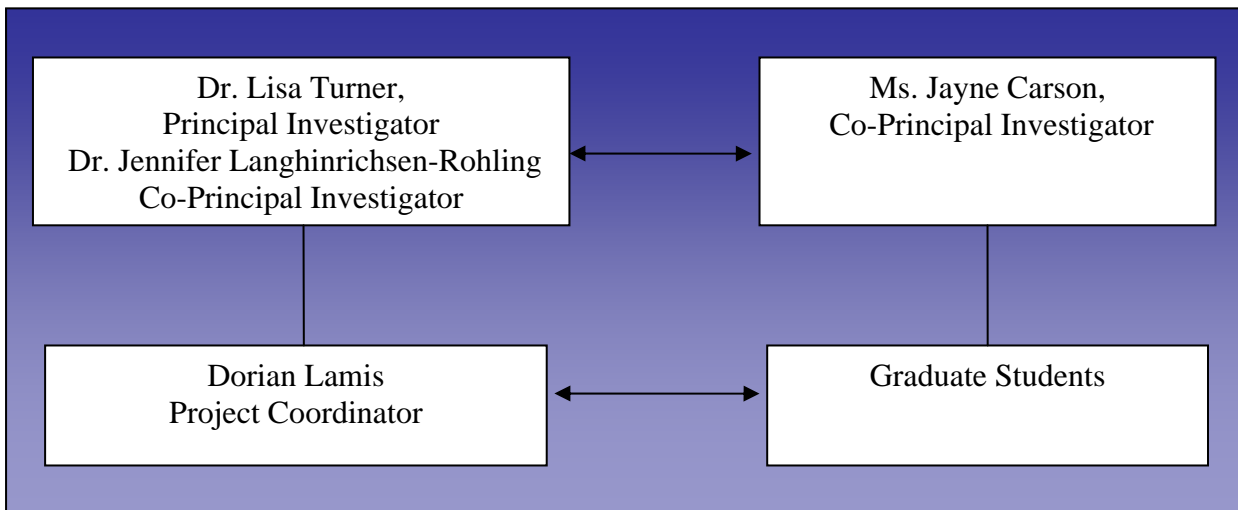 Dr. Lisa Turner,
Principal Investigator
Dr. Jennifer Langhinrichsen-Rohling
Co-Principal Investigator
Ms. Jayne Carson,
Co-Principal Investigator
Dorian Lamis
Project Coordinator
Graduate Students